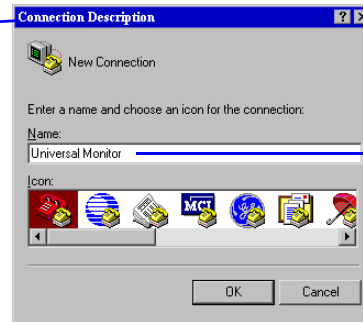 Connection Description
New Connection
Enter a name and choose an icon for the connection:
Name:
Universal Monitor
Icon:
MCI
OK
Cancel